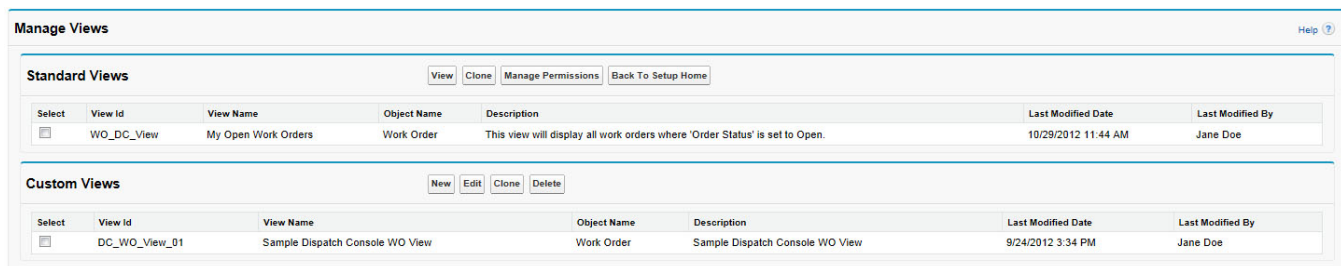 Manage Views Help ?
Standard Views View Clone Manage Permissions Back To Setup Home
Select View Id View Name Object Name Description Last Modified Date Last Modified By
WO_DC_View My Open Work Orders Work Order This view will display all work orders where 'Order Status' is set to Open. 10/29/2012 11:44 AM Jane Doe
Custom Views New Edit Clone Delete
Select View Id View Name Object Name Description Last Modified Date Last Modified By
DC_WO_View_01 Sample Dispatch Console WO View Work Order Sample Dispatch Console WO View 9/24/2012 3:34 PM Jane Doe